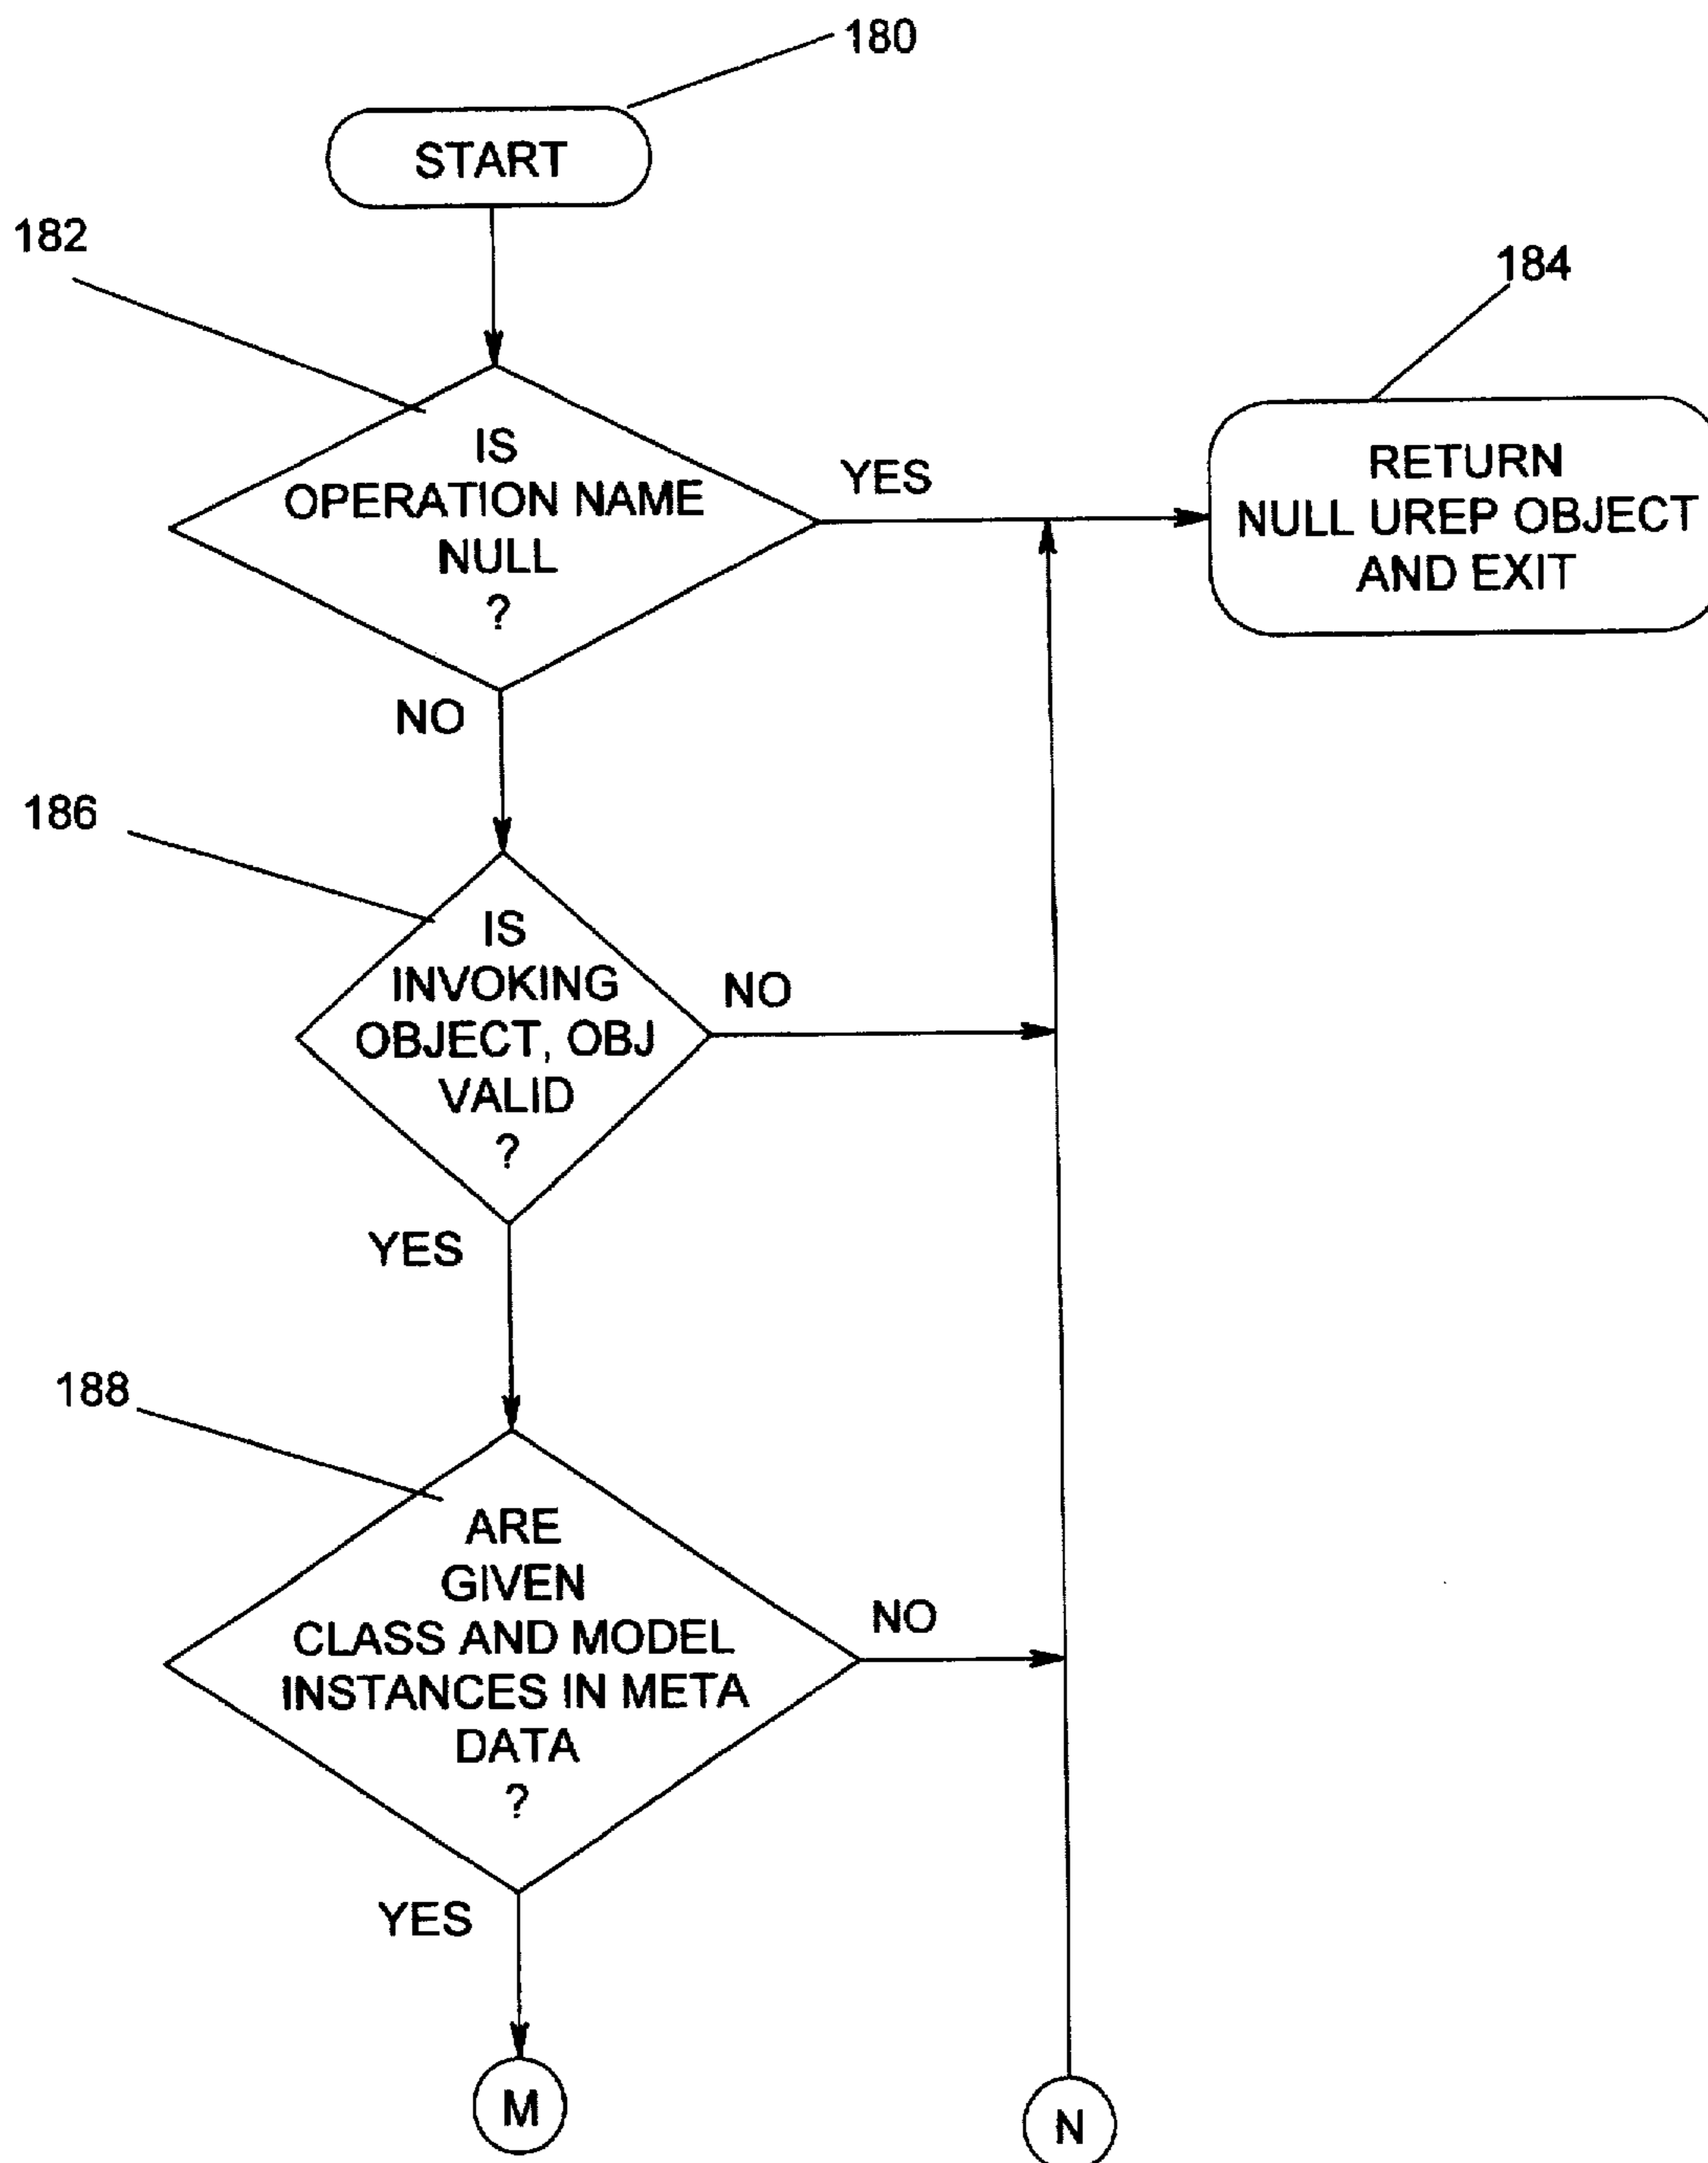 180
START
182
184
IS
OPERATION NAME
NULL
?
YES
RETURN
NULL UREP OBJECT
AND EXIT
NO
186
IS
INVOKING
OBJECT, OBJ
VALID
?
NO
YES
188
ARE
GIVEN
CLASS AND MODEL
INSTANCES IN META
DATA
?
NO
YES
M
N